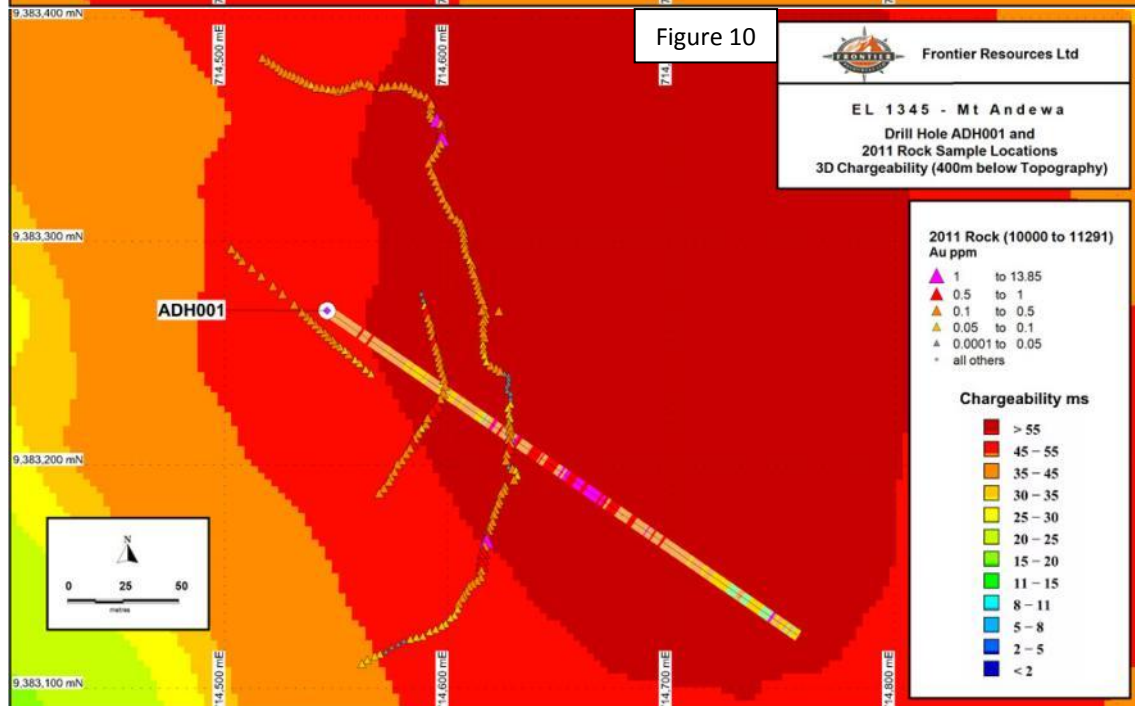 9,383,400 mN
714,500 mE
714,600 mE
Figure 10
FRONTIER
Frontier Resources Ltd
EL 1345 - Mt Andewa
Drill Hole ADH001 and
2011 Rock Sample Locations
3D Chargeability (400m below Topography)
9,383,300 mN
ADH001
2011 Rock (10000 to 11291)
Au ppm
1 to 13.85
0.5 to 1
0.1 to 0.5
0.05 to 0.1
0.0001 to 0.05
all others
Chargeability ms
> 55
45 – 55
35 – 45
30 – 35
25 – 30
20 – 25
15 – 20
11 – 15
8 – 11
5 – 8
2 – 5
< 2
9,383,200 mN
N
0 25 50
metres
9,383,100 mN
714,500 mE
714,600 mE
714,700 mE
714,800 mE